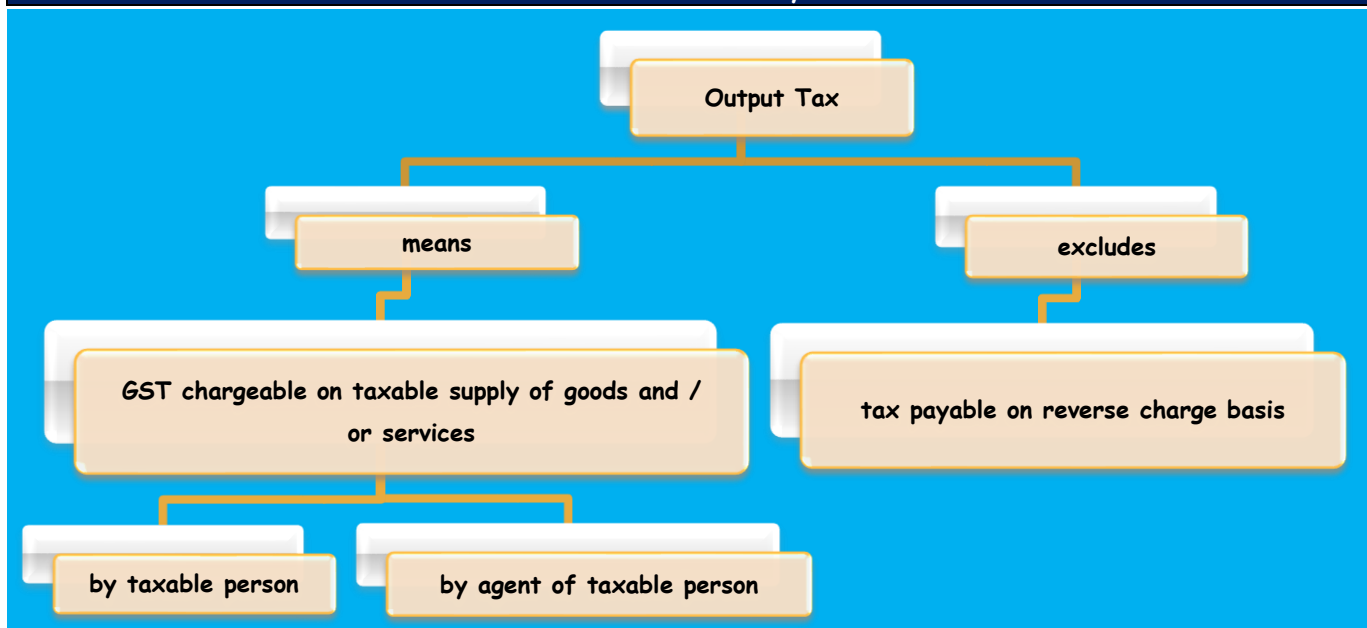 Output Tax
means
excludes
GST chargeable on taxable supply of goods and /
or services
tax payable on reverse charge basis
by taxable person
by agent of taxable person